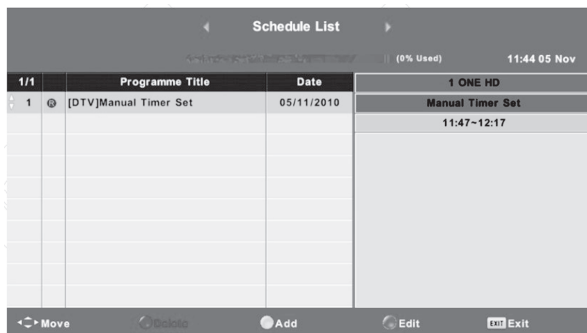 Schedule List
(0% Used) 11:44 05 Nov
1/1 Programme Title Date 1 ONE HD
1 R [DTV]Manual Timer Set 05/11/2010 Manual Timer Set
11:47~12:17
Move Delete Add Edit EXIT Exit